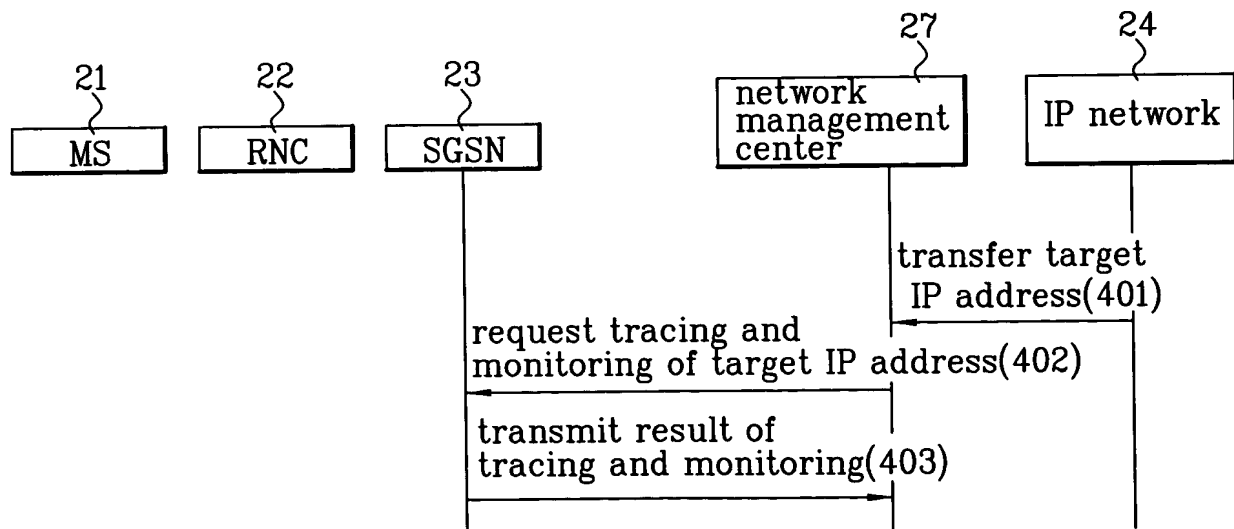 21
22
23
27
24
MS
RNC
SGSN
network
management
center
IP network
transfer target
IP address(401)
request tracing and
monitoring of target IP address(402)
transmit result of
tracing and monitoring(403)